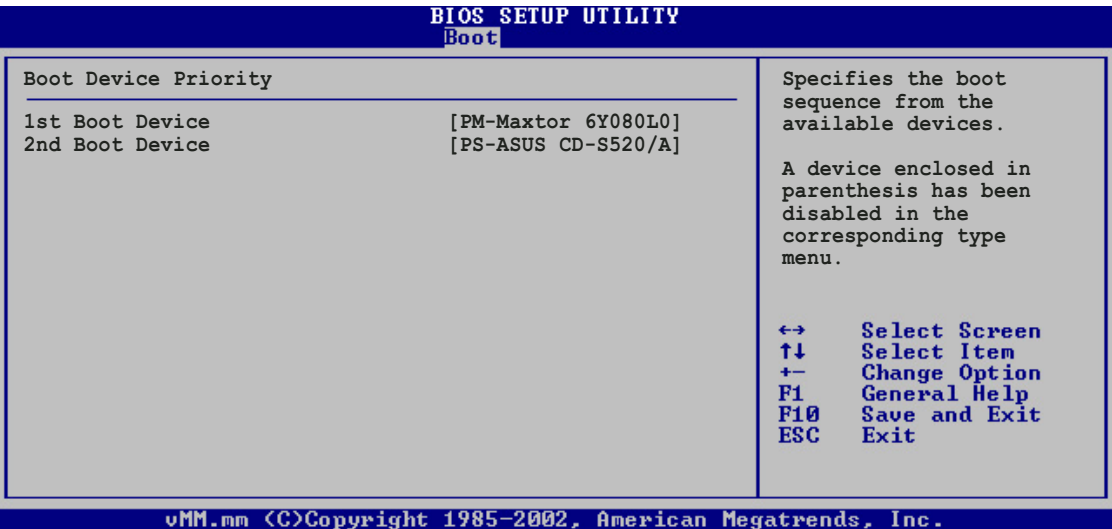 BIOS SETUP UTILITY
Boot
Boot Device Priority
1st Boot Device [PM-Maxtor 6Y080L0]
2nd Boot Device [PS-ASUS CD-S520/A]
Specifies the boot
sequence from the
available devices.
A device enclosed in
parenthesis has been
disabled in the
corresponding type
menu.
←→ Select Screen
↑↓ Select Item
+- Change Option
F1 General Help
F10 Save and Exit
ESC Exit
vMM.mm (C)Copyright 1985-2002, American Megatrends, Inc.